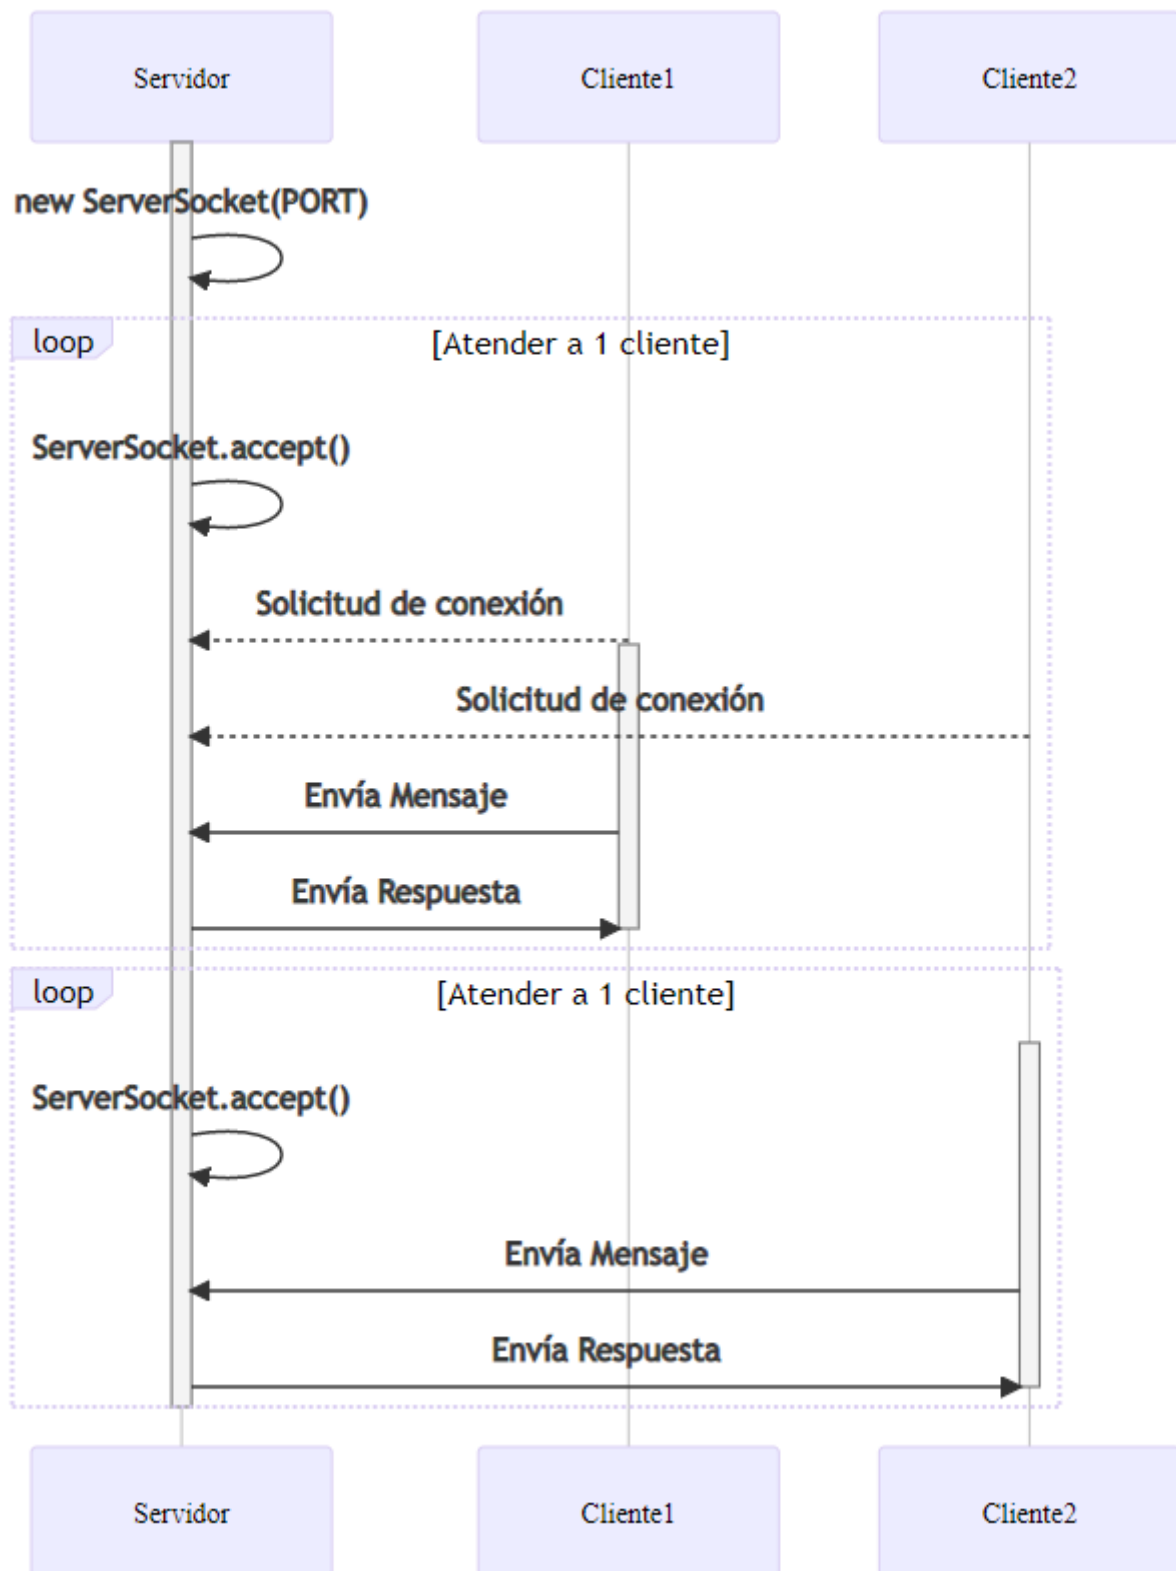 Servidor
Cliente1
Cliente2
new ServerSocket(PORT)
loop
[Atender a 1 cliente]
ServerSocket.accept()
Solicitud de conexión
Solicitud de conexión
Envía Mensaje
Envía Respuesta
loop
[Atender a 1 cliente]
ServerSocket.accept()
Envía Mensaje
Envía Respuesta
Servidor
Cliente1
Cliente2